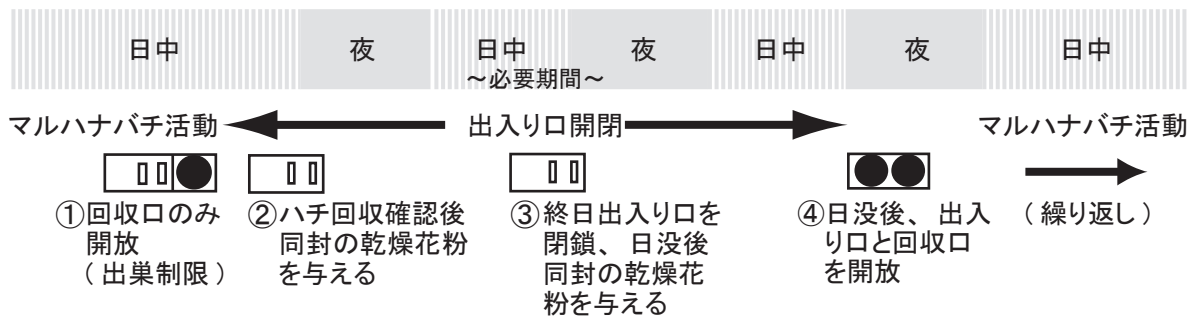 日中 夜 日中 夜 日中 夜 日中
～必要期間～
マルハナバチ活動 出入り口開閉 マルハナバチ活動
①回収口のみ
開放
（出巣制限）
②ハチ回収確認後
同封の乾燥花粉
を与える
③終日出入り口を
閉鎖、日没後
同封の乾燥花
粉を与える
④日没後、出入
り口と回収口
を開放
（繰り返し）